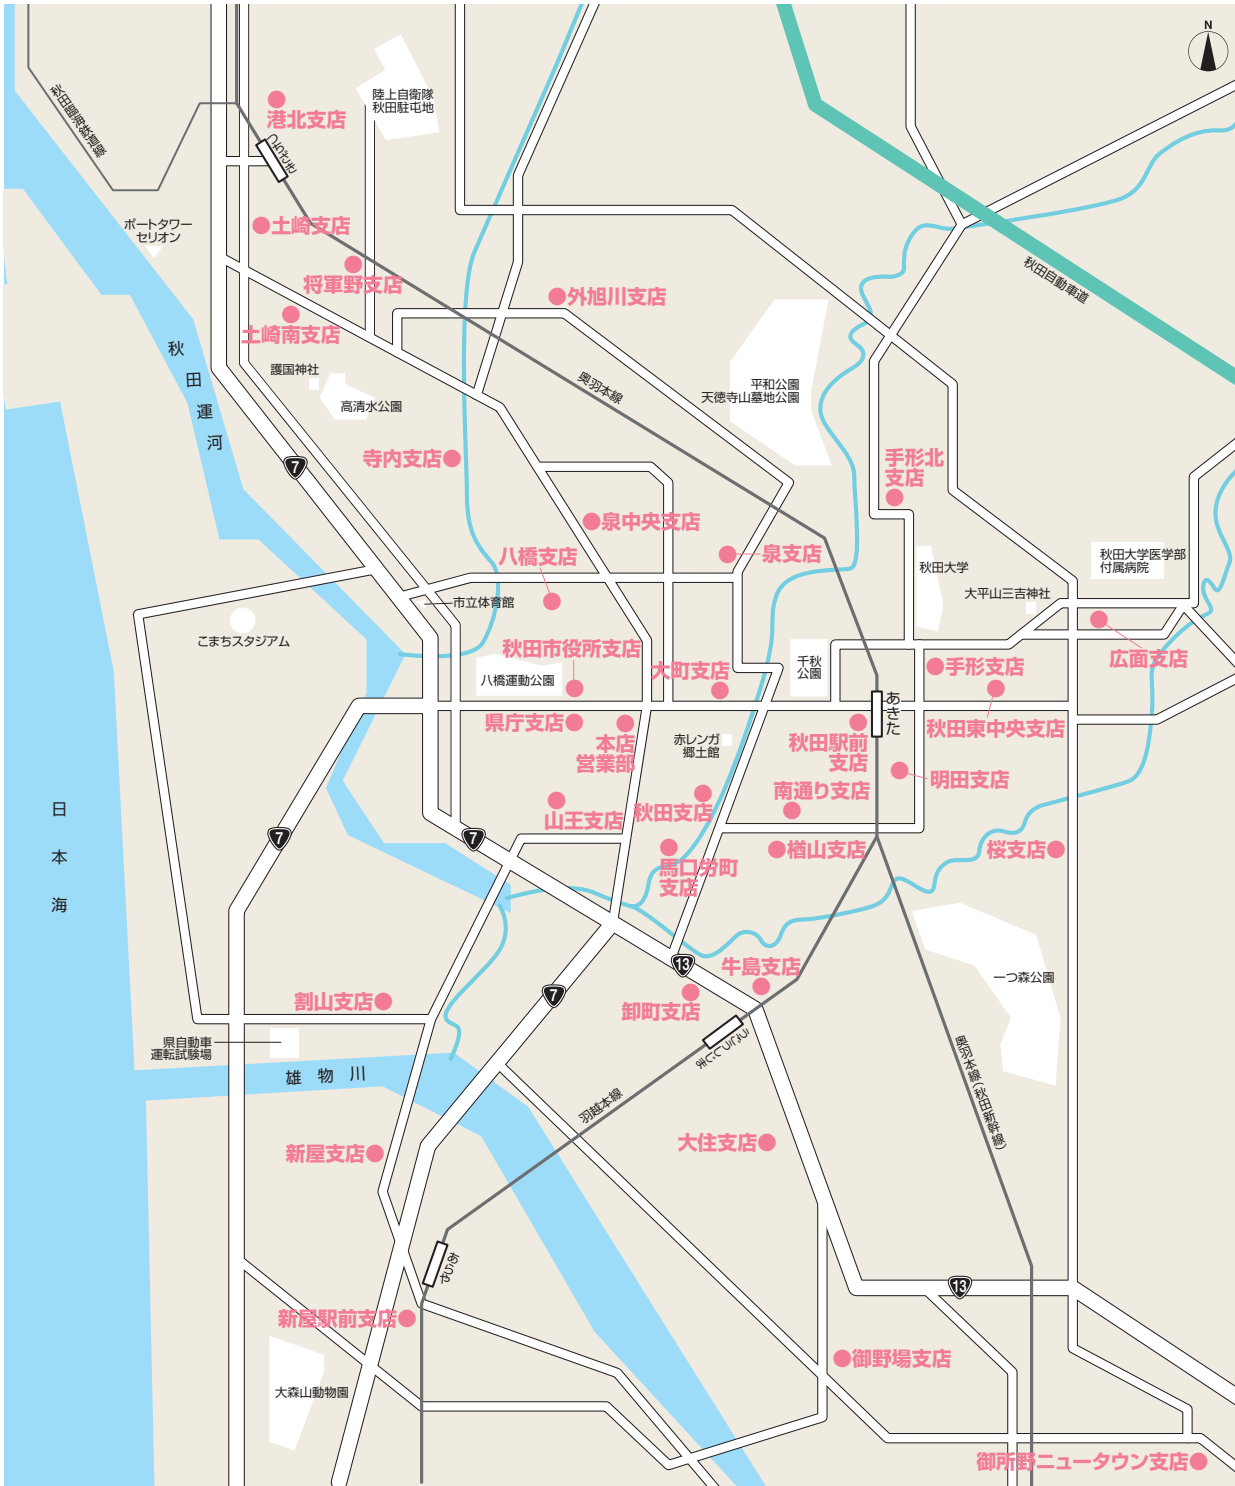 N
秋田臨海鉄道線
港北支店
陸上自衛隊
秋田駐屯地
つちざき
ポートタワー
セリオン
土崎支店
将軍野支店
外旭川支店
土崎南支店
秋田自動車道
秋田運河
護国神社
高清水公園
奥羽本線
平和公園
天徳寺山墓地公園
7
寺内支店
手形北
支店
泉中央支店
八橋支店
泉支店
秋田大学
秋田大学医学部
付属病院
大平山三吉神社
市立体育館
こまちスタジアム
秋田市役所支店
大町支店
千秋
公園
手形支店
広面支店
八橋運動公園
県庁支店
本店
営業部
赤レンガ
郷土館
秋田駅前
支店
あきた
秋田東中央支店
明田支店
日本海
山王支店
秋田支店
南通り支店
7
7
馬口労町
支店
楢山支店
桜支店
13
牛島支店
一つ森公園
割山支店
7
卸町支店
うごうしじま
県自動車
運転試験場
雄物川
羽越本線
奥羽本線(秋田新幹線)
新屋支店
大住支店
あらや
13
新屋駅前支店
御野場支店
大森山動物園
御所野ニュータウン支店